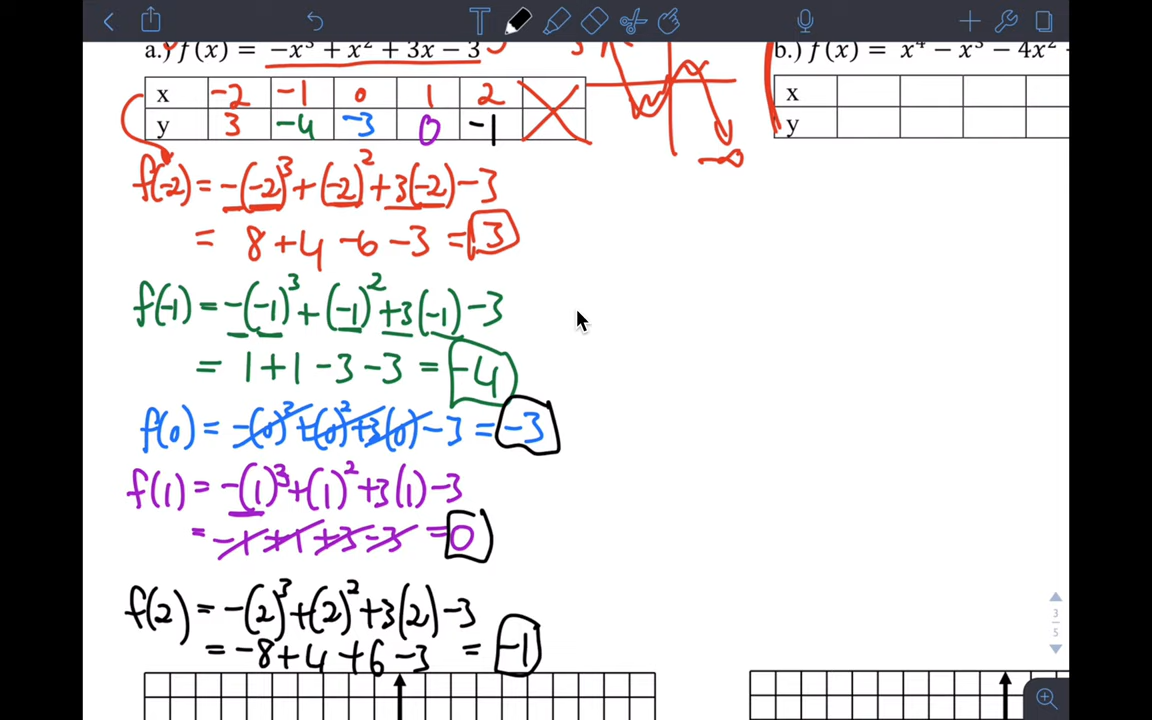 a.) f(x) = −x³ + x² + 3x − 3
b.) f(x) = x⁴ − x³ − 4x²
x −2 −1 0 1 2
y 3 −4 −3 0 −1
x
y
−∞
f(-2) = −(−2)³+(−2)²+3(−2)−3
= 8+4−6−3 = 3
f(-1) = −(−1)³+(−1)²+3(−1)−3
= 1+1−3−3 = −4
f(0) = −(0)³+(0)²+3(0)−3 = −3
f(1) = −(1)³+(1)²+3(1)−3
= −1+1+3−3 = 0
f(2) = −(2)³+(2)²+3(2)−3
= −8+4+6−3 = −1
3
5